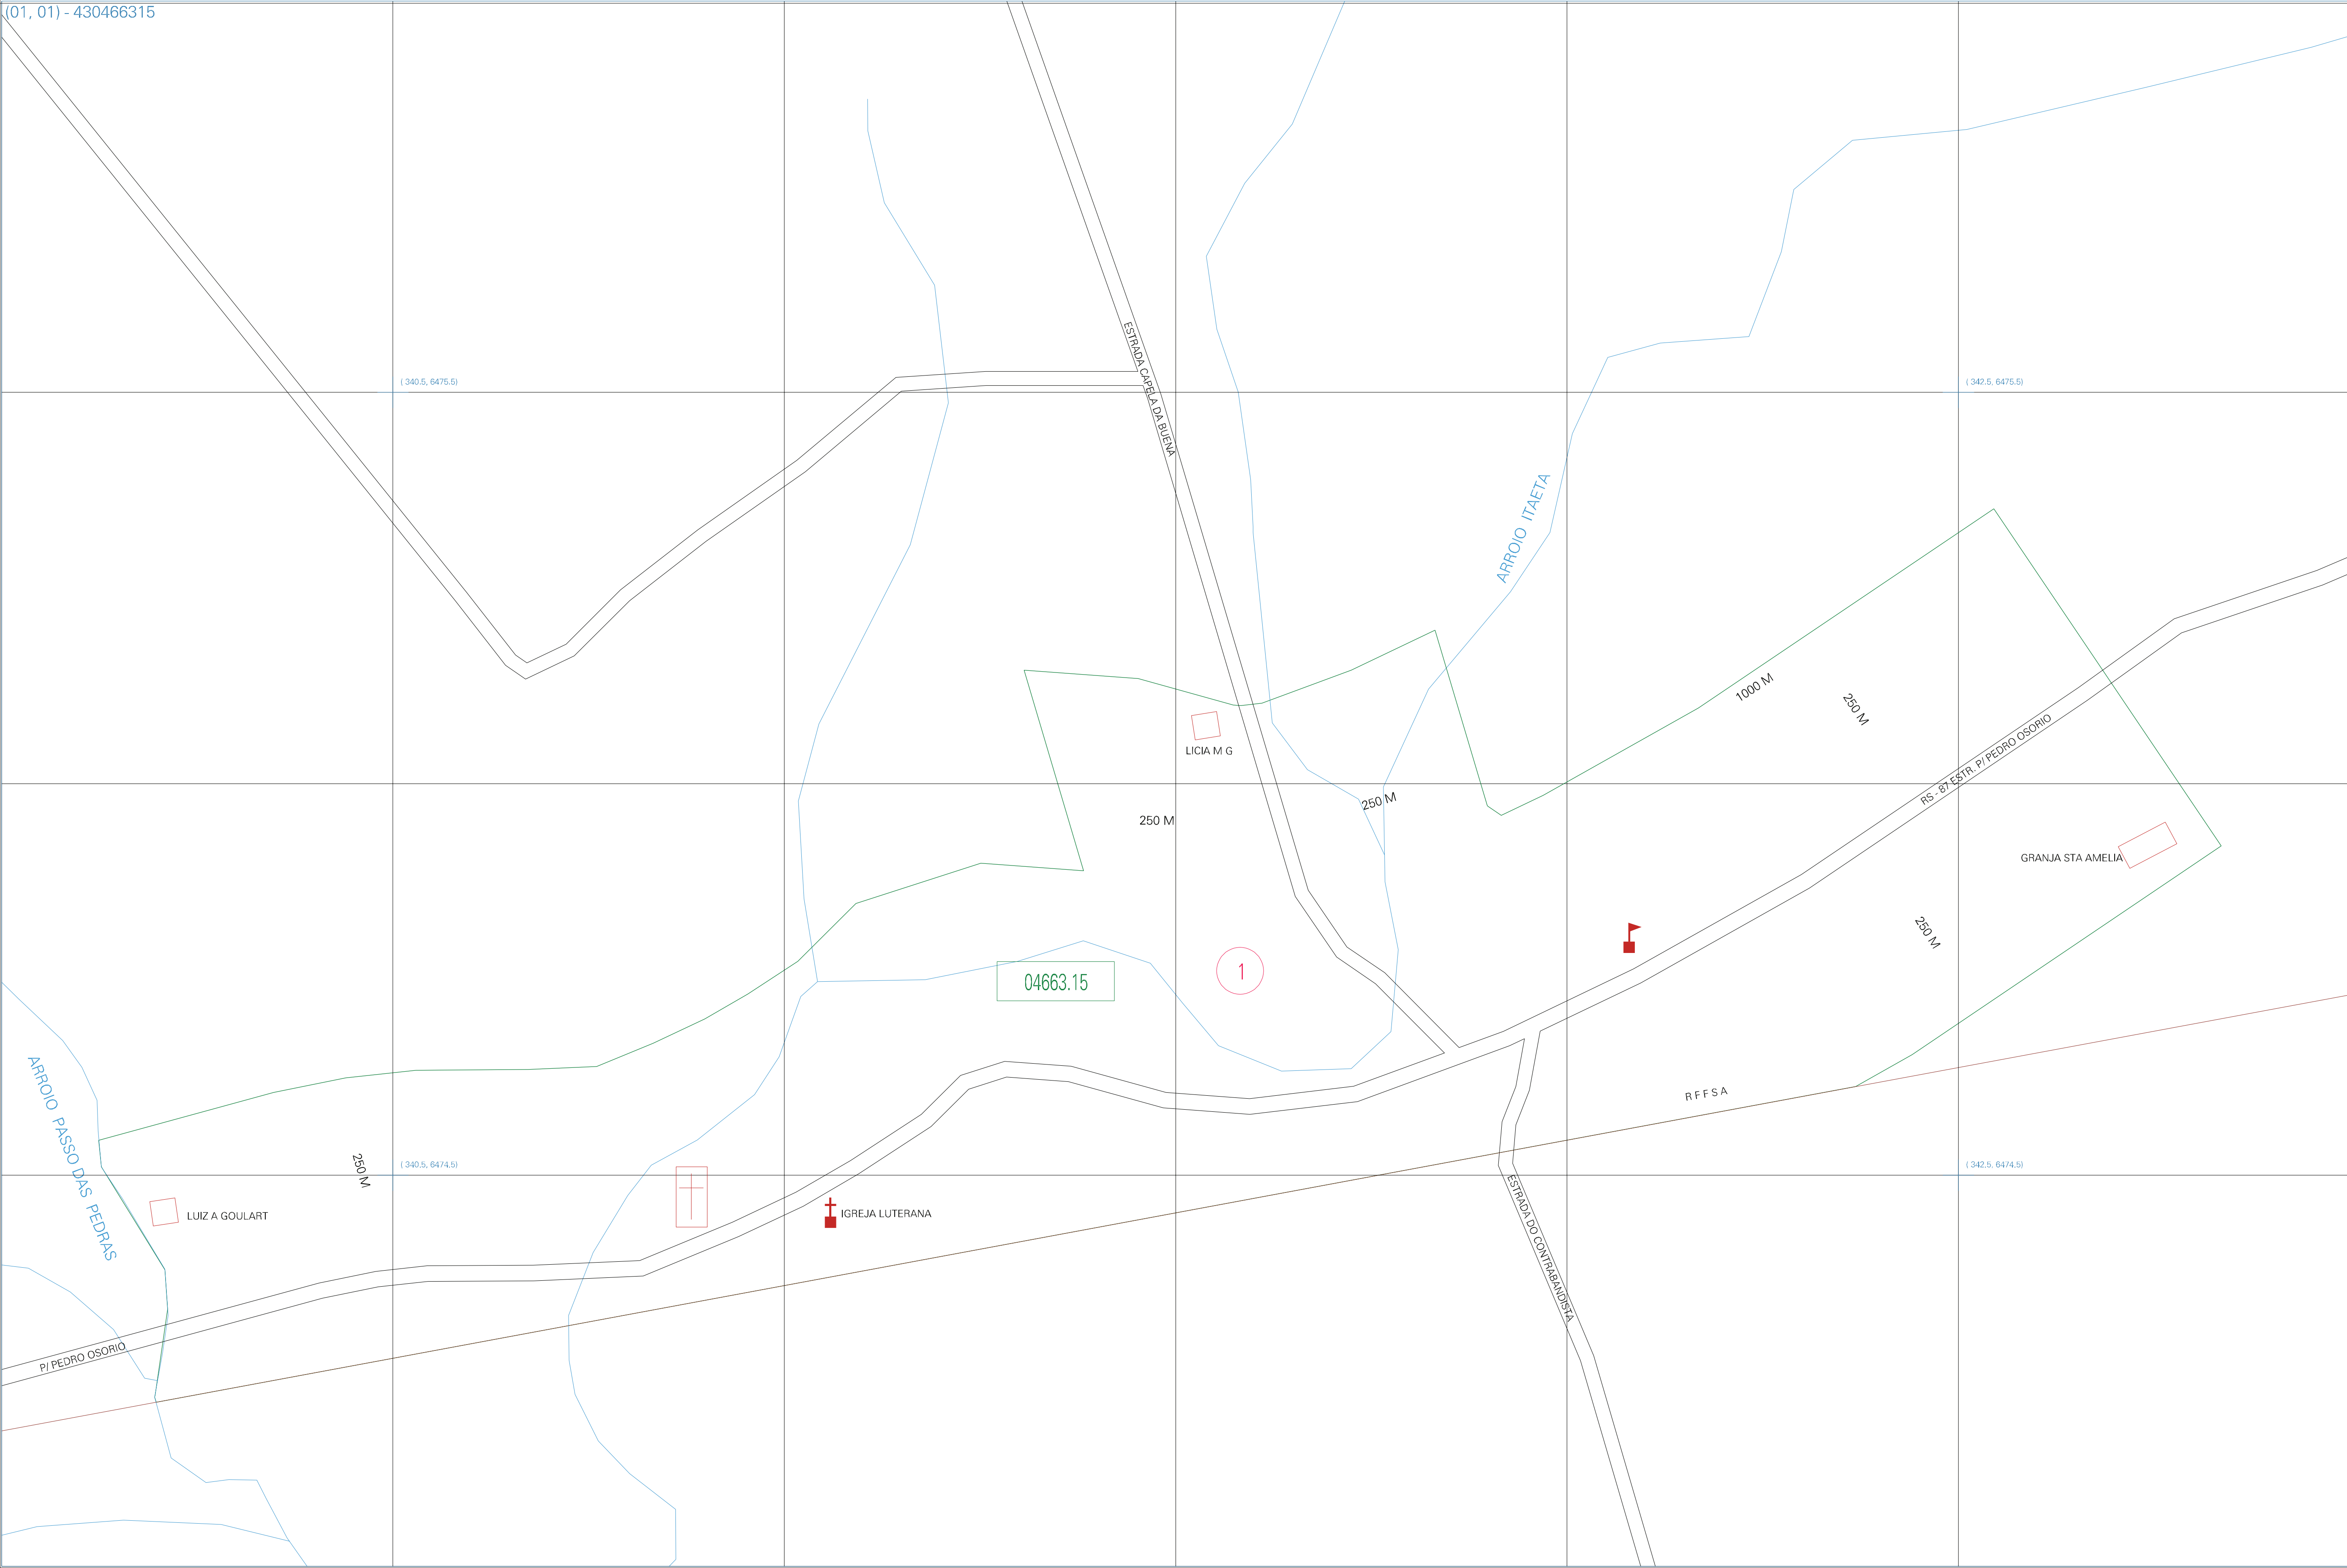 (01, 01) - 430466315
ESTRADA CAPELA DA BUENA
( 340.5, 6475.5)
( 342.5, 6475.5)
ARROIO ITAETA
1000 M
250 M
LICIA M G
RS - 87 ESTR. P/ PEDRO OSORIO
250 M
250 M
GRANJA STA AMELIA
250 M
04663.15
1
R F F S A
ARROIO PASSO DAS PEDRAS
250 M
( 340.5, 6474.5)
( 342.5, 6474.5)
LUIZ A GOULART
IGREJA LUTERANA
ESTRADA DO CONTRABANDISTA
P/ PEDRO OSORIO